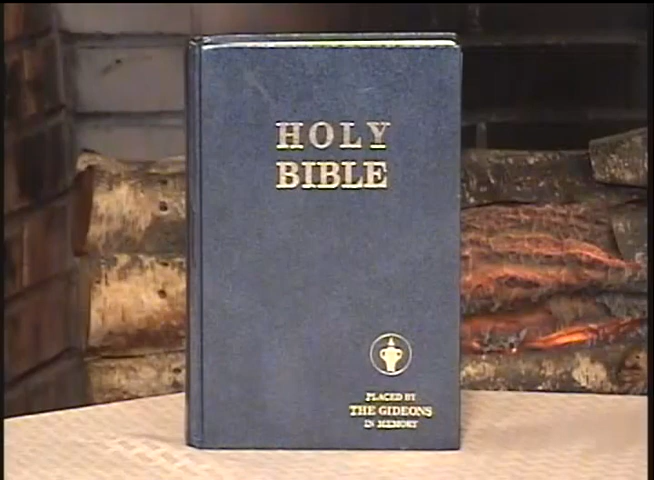 HOLY
BIBLE
PLACED BY
THE GIDEONS
IN MEMORY